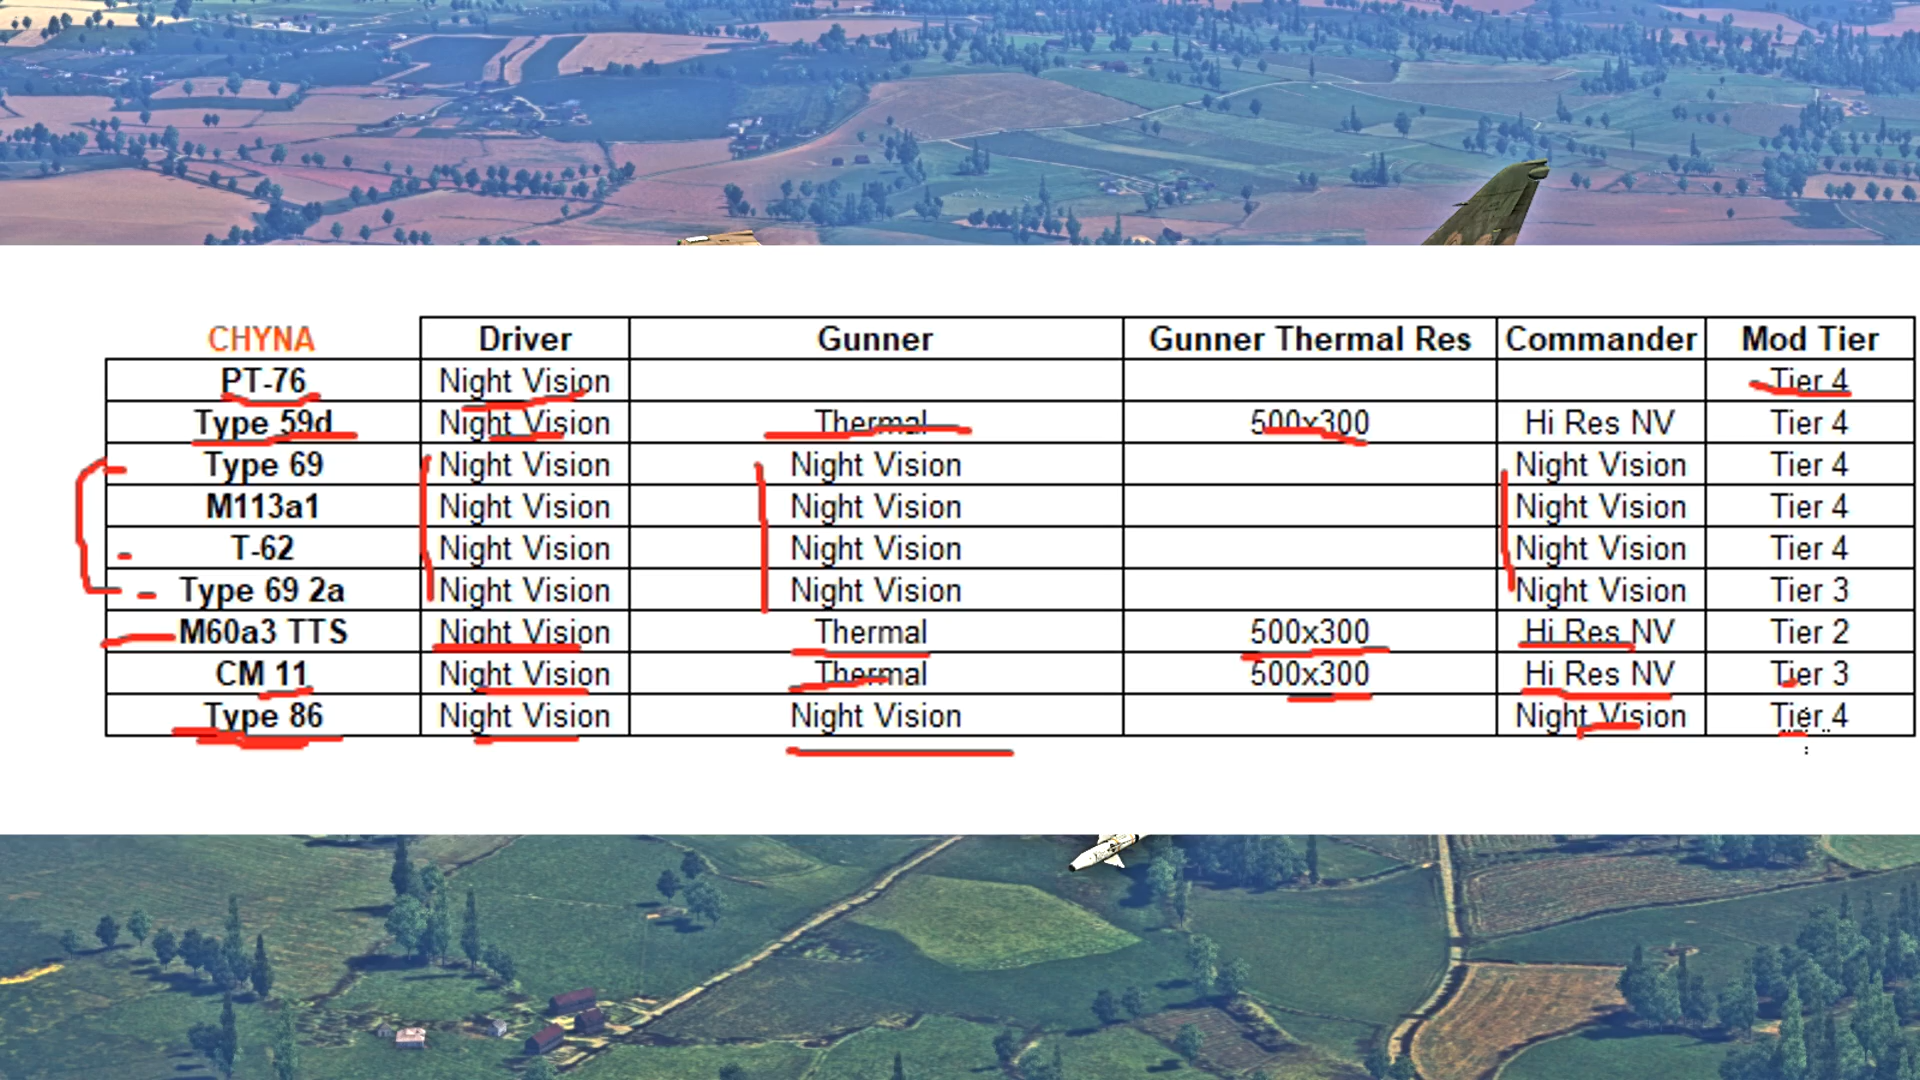 CHYNA Driver Gunner Gunner Thermal Res Commander Mod Tier
PT-76 Night Vision Tier 4
Type 59d Night Vision Thermal 500x300 Hi Res NV Tier 4
Type 69 Night Vision Night Vision Night Vision Tier 4
M113a1 Night Vision Night Vision Night Vision Tier 4
T-62 Night Vision Night Vision Night Vision Tier 4
Type 69 2a Night Vision Night Vision Night Vision Tier 3
M60a3 TTS Night Vision Thermal 500x300 Hi Res NV Tier 2
CM 11 Night Vision Thermal 500x300 Hi Res NV Tier 3
Type 86 Night Vision Night Vision Night Vision Tier 4